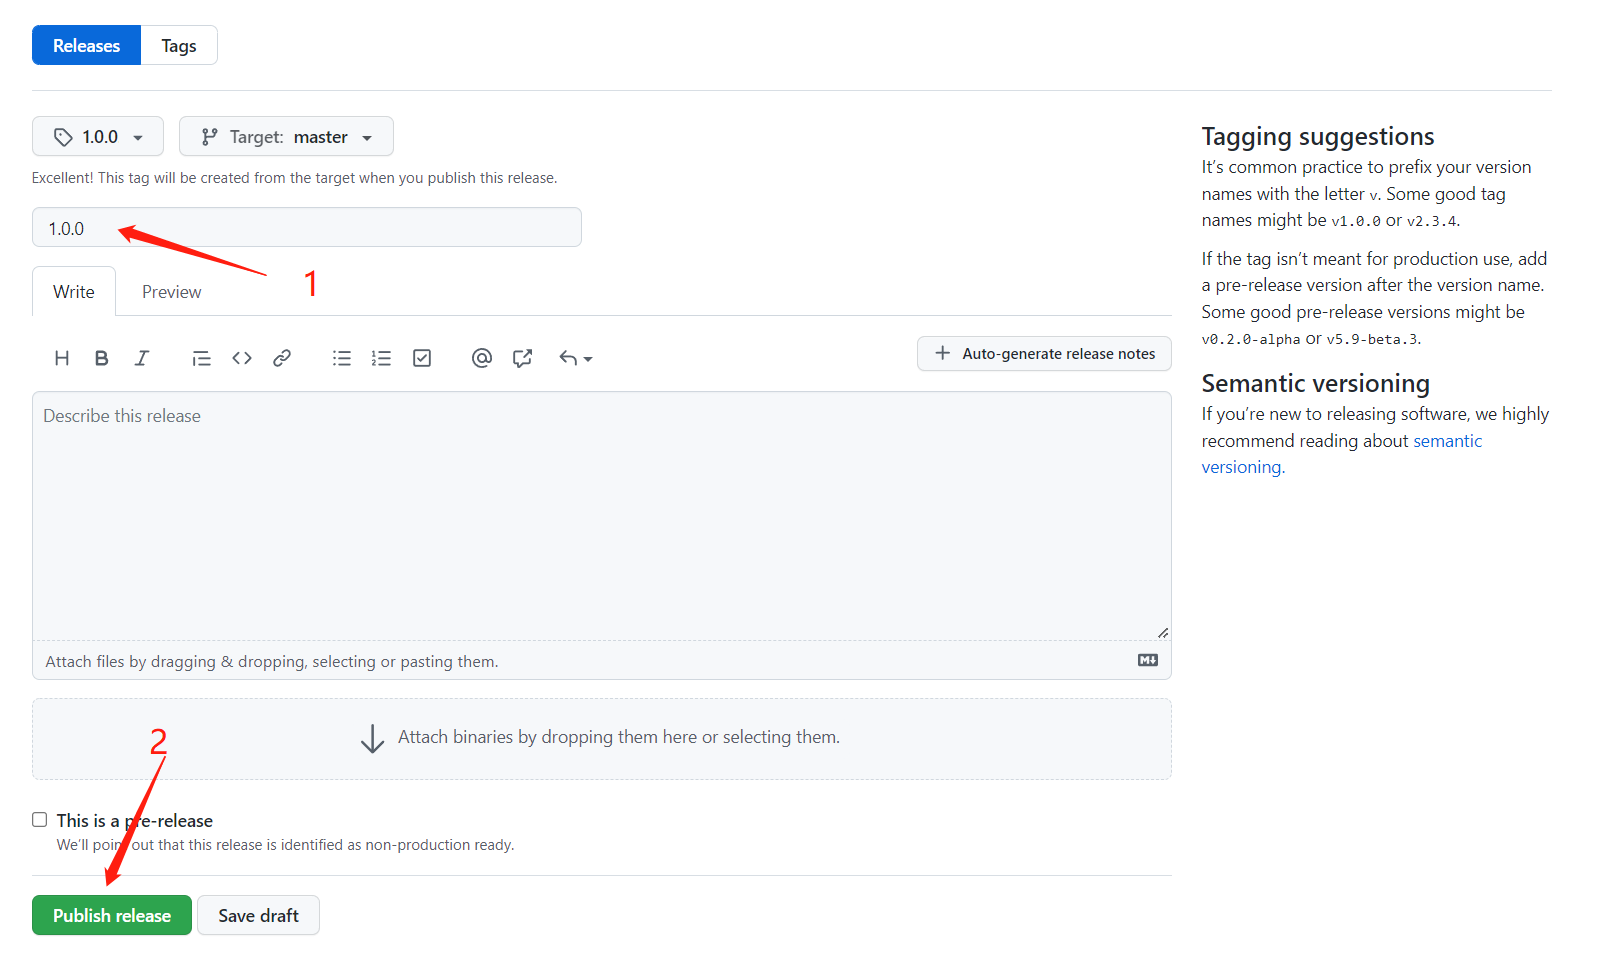 Releases Tags
1.0.0 Target: master
Excellent! This tag will be created from the target when you publish this release.
1.0.0
1
Write Preview
H B I @ Auto-generate release notes
Describe this release
Attach files by dragging & dropping, selecting or pasting them.
M
Attach binaries by dropping them here or selecting them.
2
This is a pre-release
We'll point out that this release is identified as non-production ready.
Publish release Save draft
Tagging suggestions
It's common practice to prefix your version
names with the letter v. Some good tag
names might be v1.0.0 or v2.3.4.
If the tag isn't meant for production use, add
a pre-release version after the version name.
Some good pre-release versions might be
v0.2.0-alpha or v5.9-beta.3.
Semantic versioning
If you're new to releasing software, we highly
recommend reading about semantic
versioning.